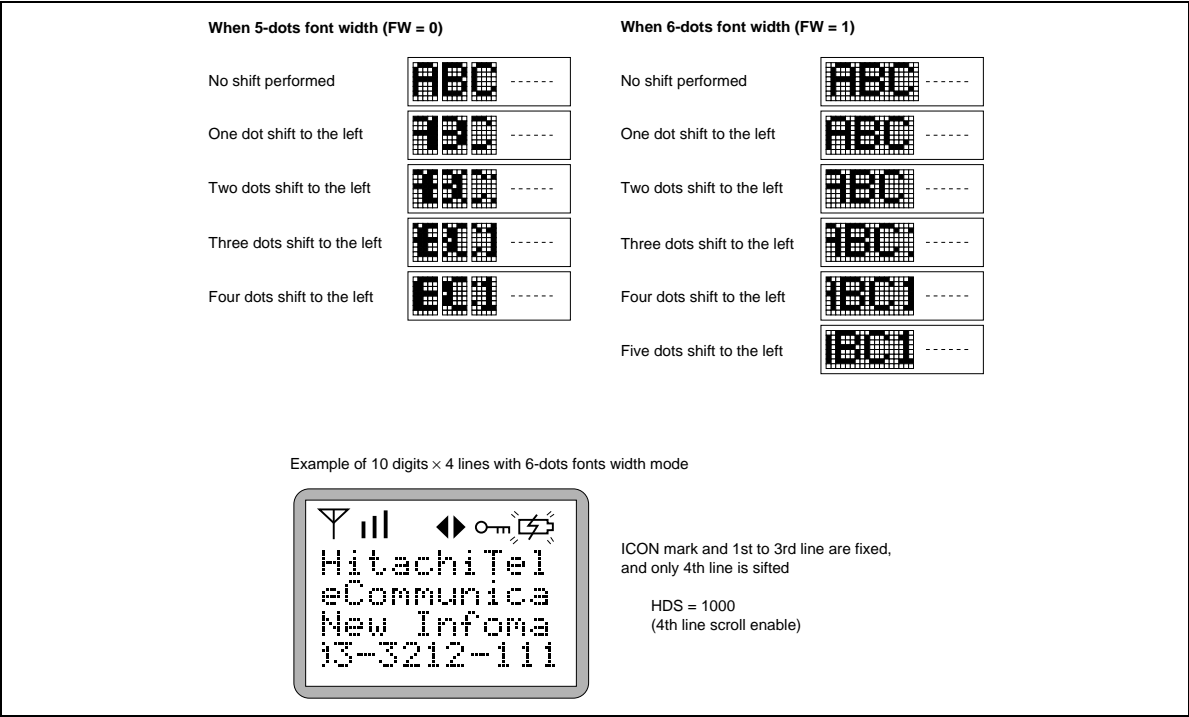 When 5-dots font width (FW = 0)
No shift performed
ABC ------
One dot shift to the left
ABC ------
Two dots shift to the left
------
Three dots shift to the left
------
Four dots shift to the left
------
When 6-dots font width (FW = 1)
No shift performed
ABC ------
One dot shift to the left
ABC ------
Two dots shift to the left
ABC ------
Three dots shift to the left
BC ------
Four dots shift to the left
BC1 ------
Five dots shift to the left
BC1 ------
Example of 10 digits × 4 lines with 6-dots fonts width mode
HitachiTel
eCommunica
New Infoma
3-3212-111
ICON mark and 1st to 3rd line are fixed,
and only 4th line is sifted
HDS = 1000
(4th line scroll enable)